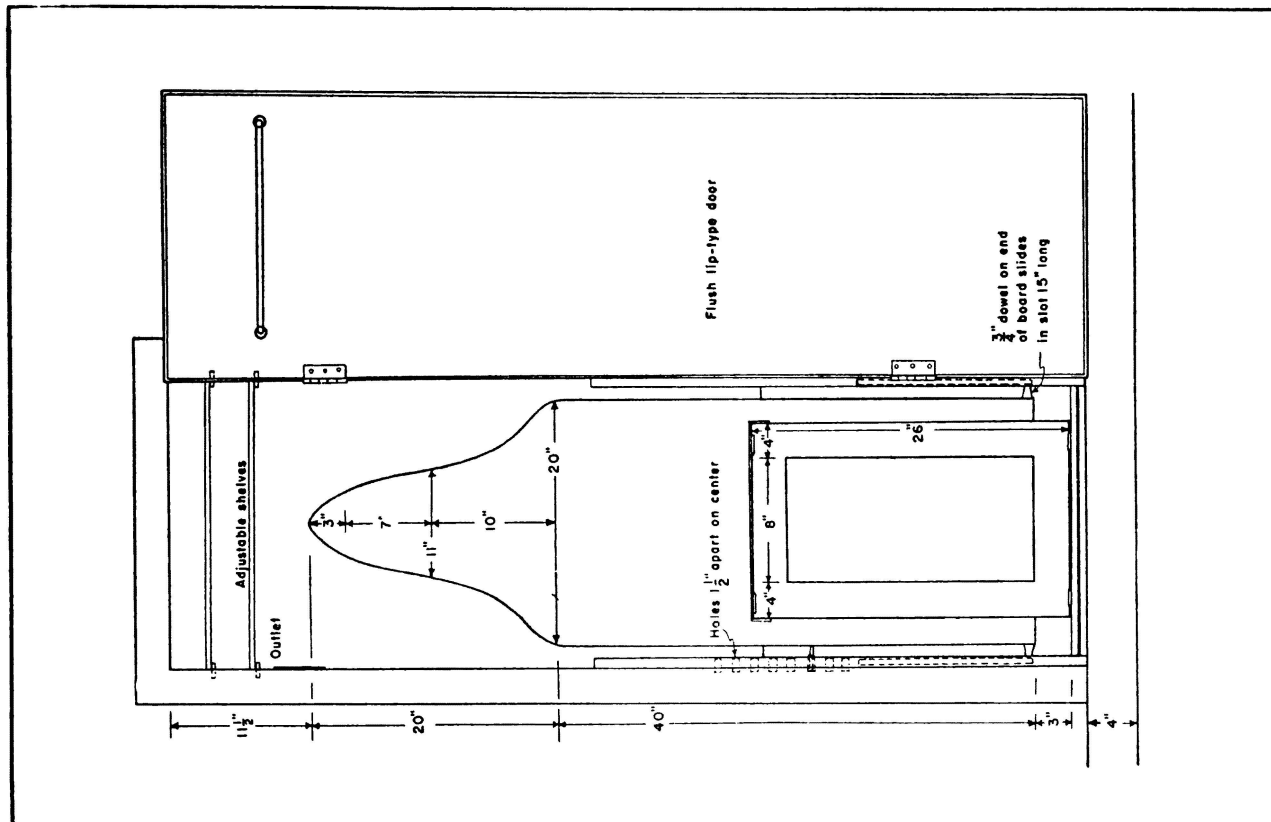 Flush lip-type door
3/4" dowel on end
of board slides
in slot 15" long
Adjustable shelves
Outlet
3"
7"
10"
11"
20"
Holes 1 1/2" apart on center
26"
4"
8"
4"
11 1/2"
20"
40"
3"
4"